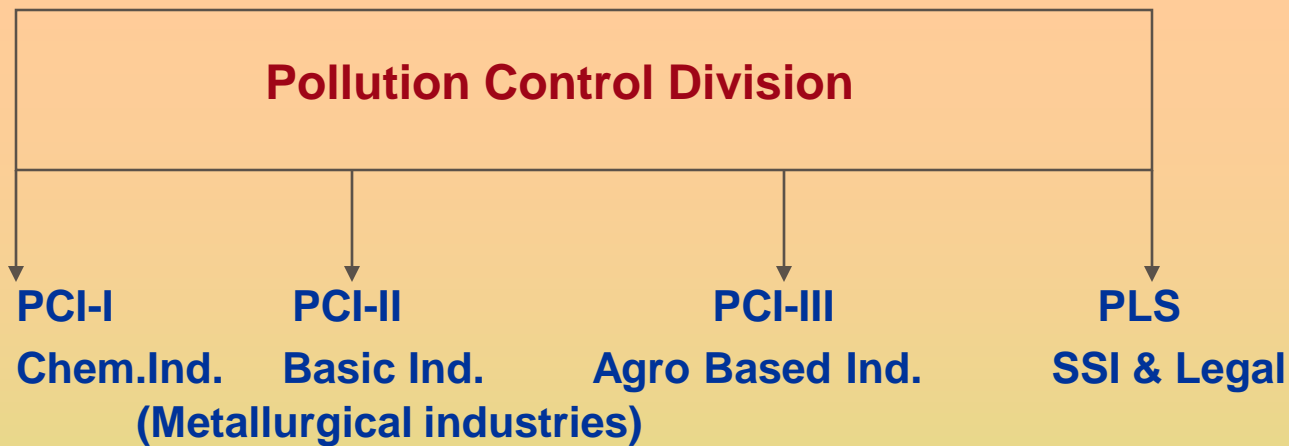 Pollution Control Division
PCI-I PCI-II PCI-III PLS
Chem.Ind. Basic Ind. Agro Based Ind. SSI & Legal
(Metallurgical industries)